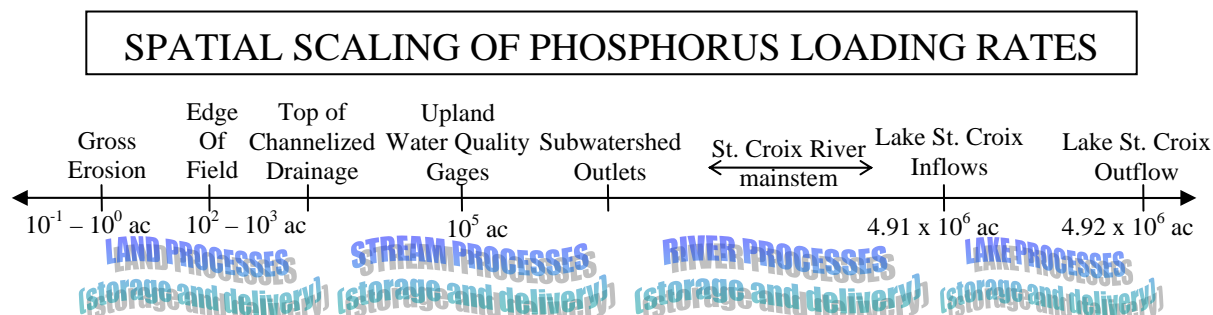 SPATIAL SCALING OF PHOSPHORUS LOADING RATES
Gross
Erosion
Edge
Of
Field
Top of
Channelized
Drainage
Upland
Water Quality
Gages
Subwatershed
Outlets
St. Croix River
mainstem
Lake St. Croix
Inflows
Lake St. Croix
Outflow
10⁻¹ – 10⁰ ac
10² – 10³ ac
10⁵ ac
4.91 x 10⁶ ac
4.92 x 10⁶ ac
LAND PROCESSES
(storage and delivery)
STREAM PROCESSES
(storage and delivery)
RIVER PROCESSES
(storage and delivery)
LAKE PROCESSES
(storage and delivery)